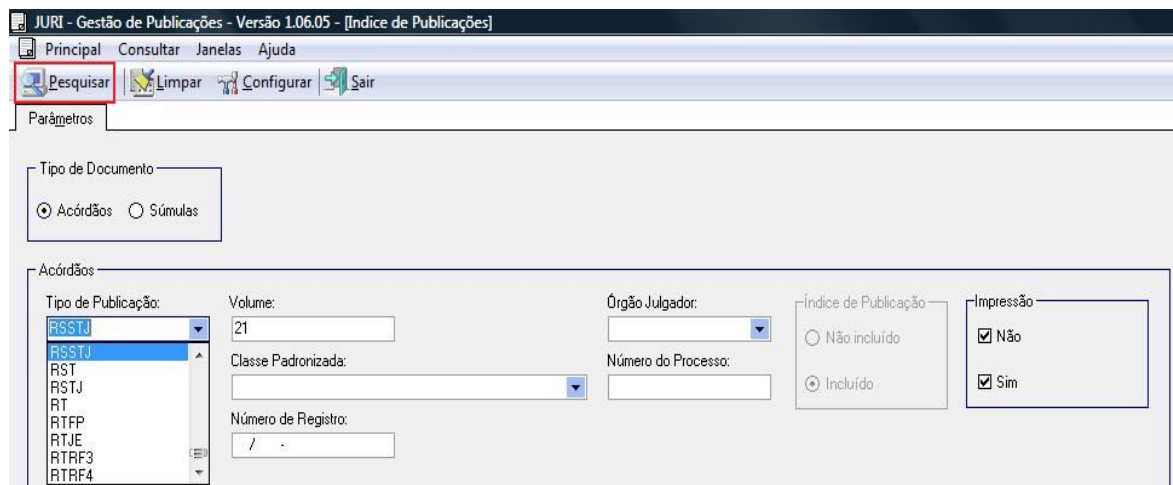 JURI - Gestão de Publicações - Versão 1.06.05 - [Indice de Publicações]
Principal Consultar Janelas Ajuda
Pesquisar Limpar Configurar Sair
Parâmetros
Tipo de Documento
Acórdãos Súmulas
Acórdãos
Tipo de Publicação: Volume: Órgão Julgador: Índice de Publicação Impressão
RSSTJ 21 Não incluído Não
RSSTJ
RST Classe Padronizada: Número do Processo:
RSTJ Incluído Sim
RT
RTFP Número de Registro:
RTJE / -
RTRF3
RTRF4